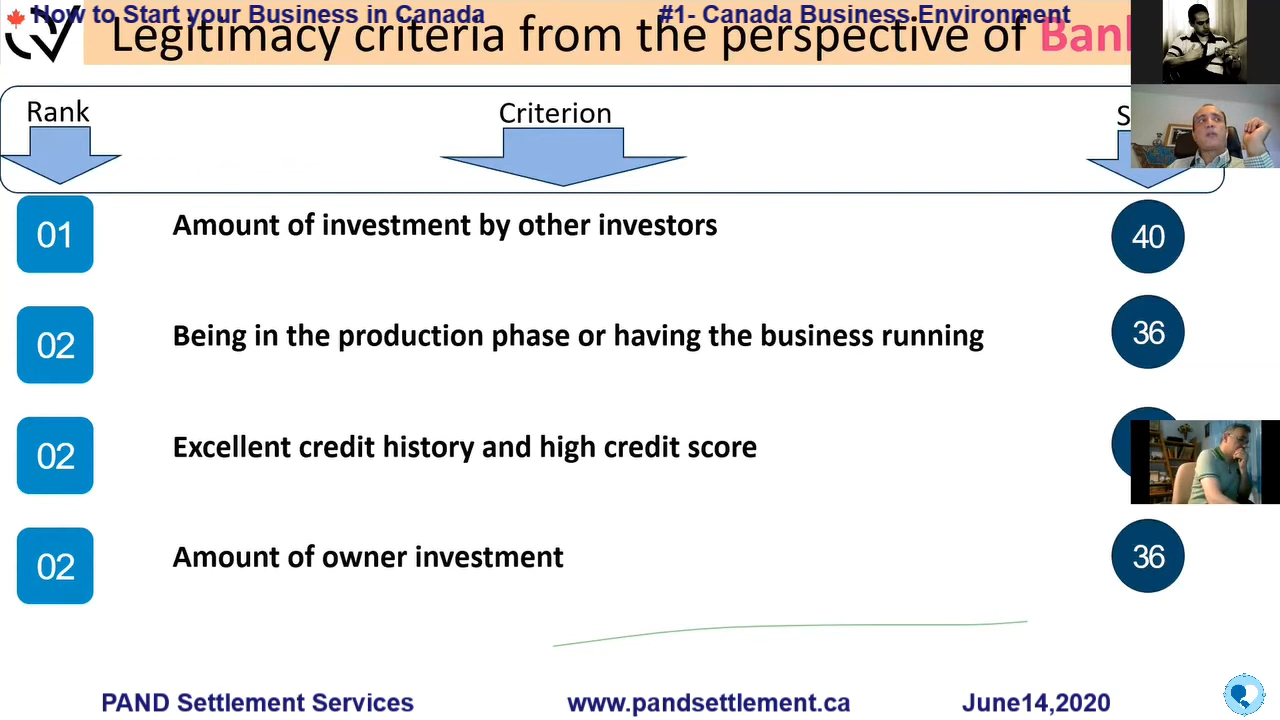 How to Start your Business in Canada
#1- Canada Business Environment
Legitimacy criteria from the perspective of
Rank
Criterion
01
Amount of investment by other investors
40
02
Being in the production phase or having the business running
36
02
Excellent credit history and high credit score
02
Amount of owner investment
36
PAND Settlement Services
www.pandsettlement.ca
June14,2020